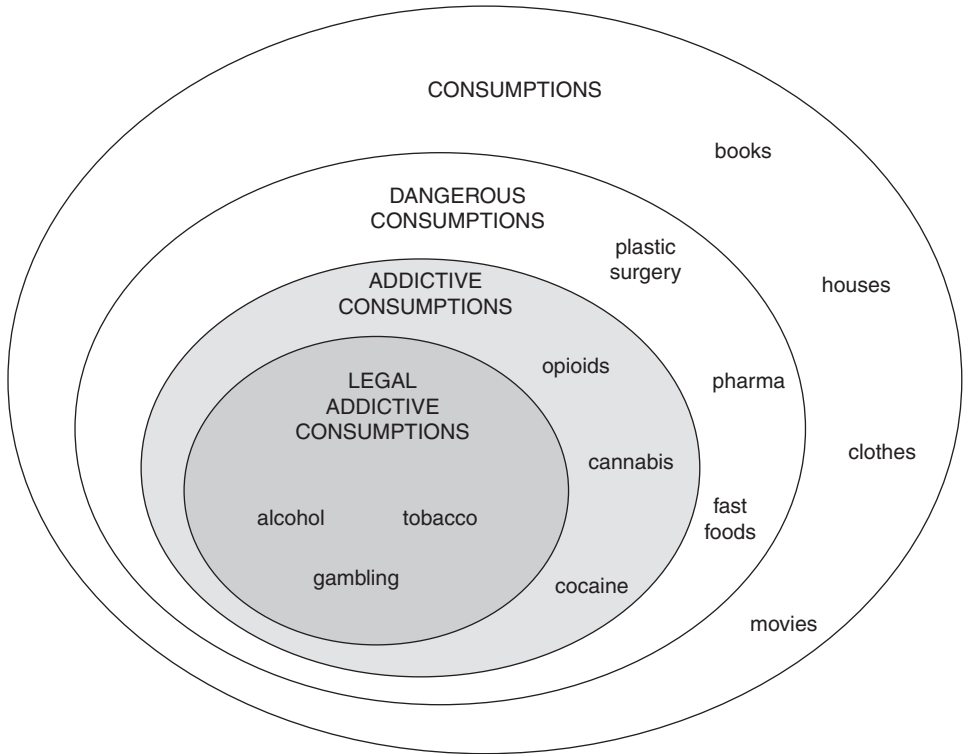 CONSUMPTIONS
books
DANGEROUS
CONSUMPTIONS
plastic
surgery
ADDICTIVE
CONSUMPTIONS
houses
opioids
LEGAL
ADDICTIVE
CONSUMPTIONS
pharma
clothes
cannabis
alcohol
tobacco
fast
foods
gambling
cocaine
movies